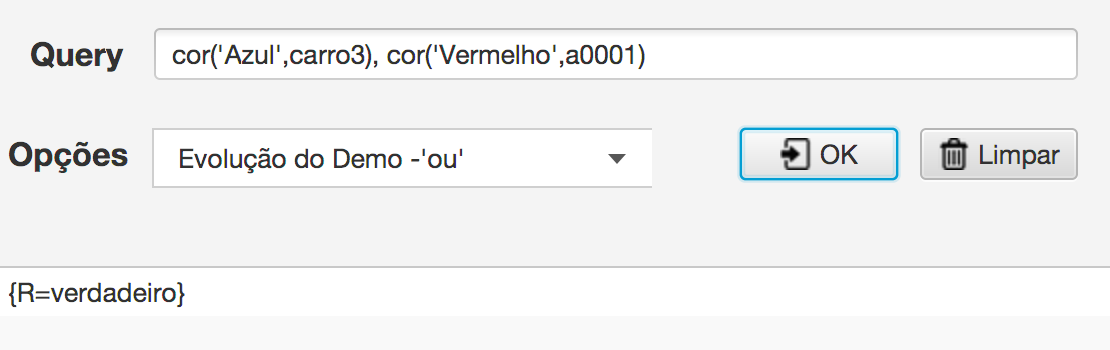 Query cor('Azul',carro3), cor('Vermelho',a0001)
Opções Evolução do Demo -'ou' OK Limpar
{R=verdadeiro}